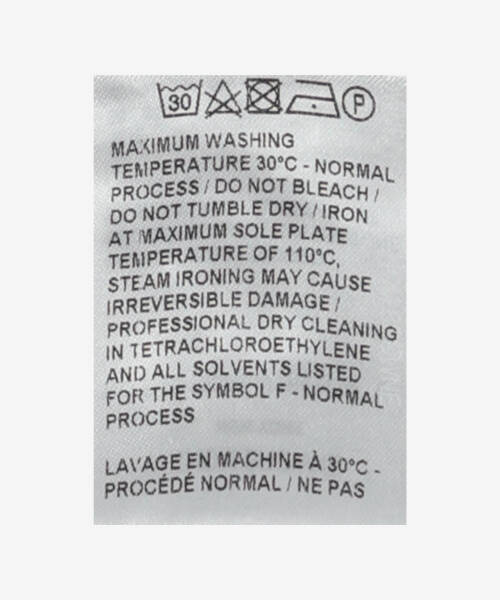 30 P
MAXIMUM WASHING
TEMPERATURE 30°C - NORMAL
PROCESS / DO NOT BLEACH /
DO NOT TUMBLE DRY / IRON
AT MAXIMUM SOLE PLATE
TEMPERATURE OF 110°C,
STEAM IRONING MAY CAUSE
IRREVERSIBLE DAMAGE /
PROFESSIONAL DRY CLEANING
IN TETRACHLOROETHYLENE
AND ALL SOLVENTS LISTED
FOR THE SYMBOL F - NORMAL
PROCESS
LAVAGE EN MACHINE À 30°C -
PROCÉDÉ NORMAL / NE PAS